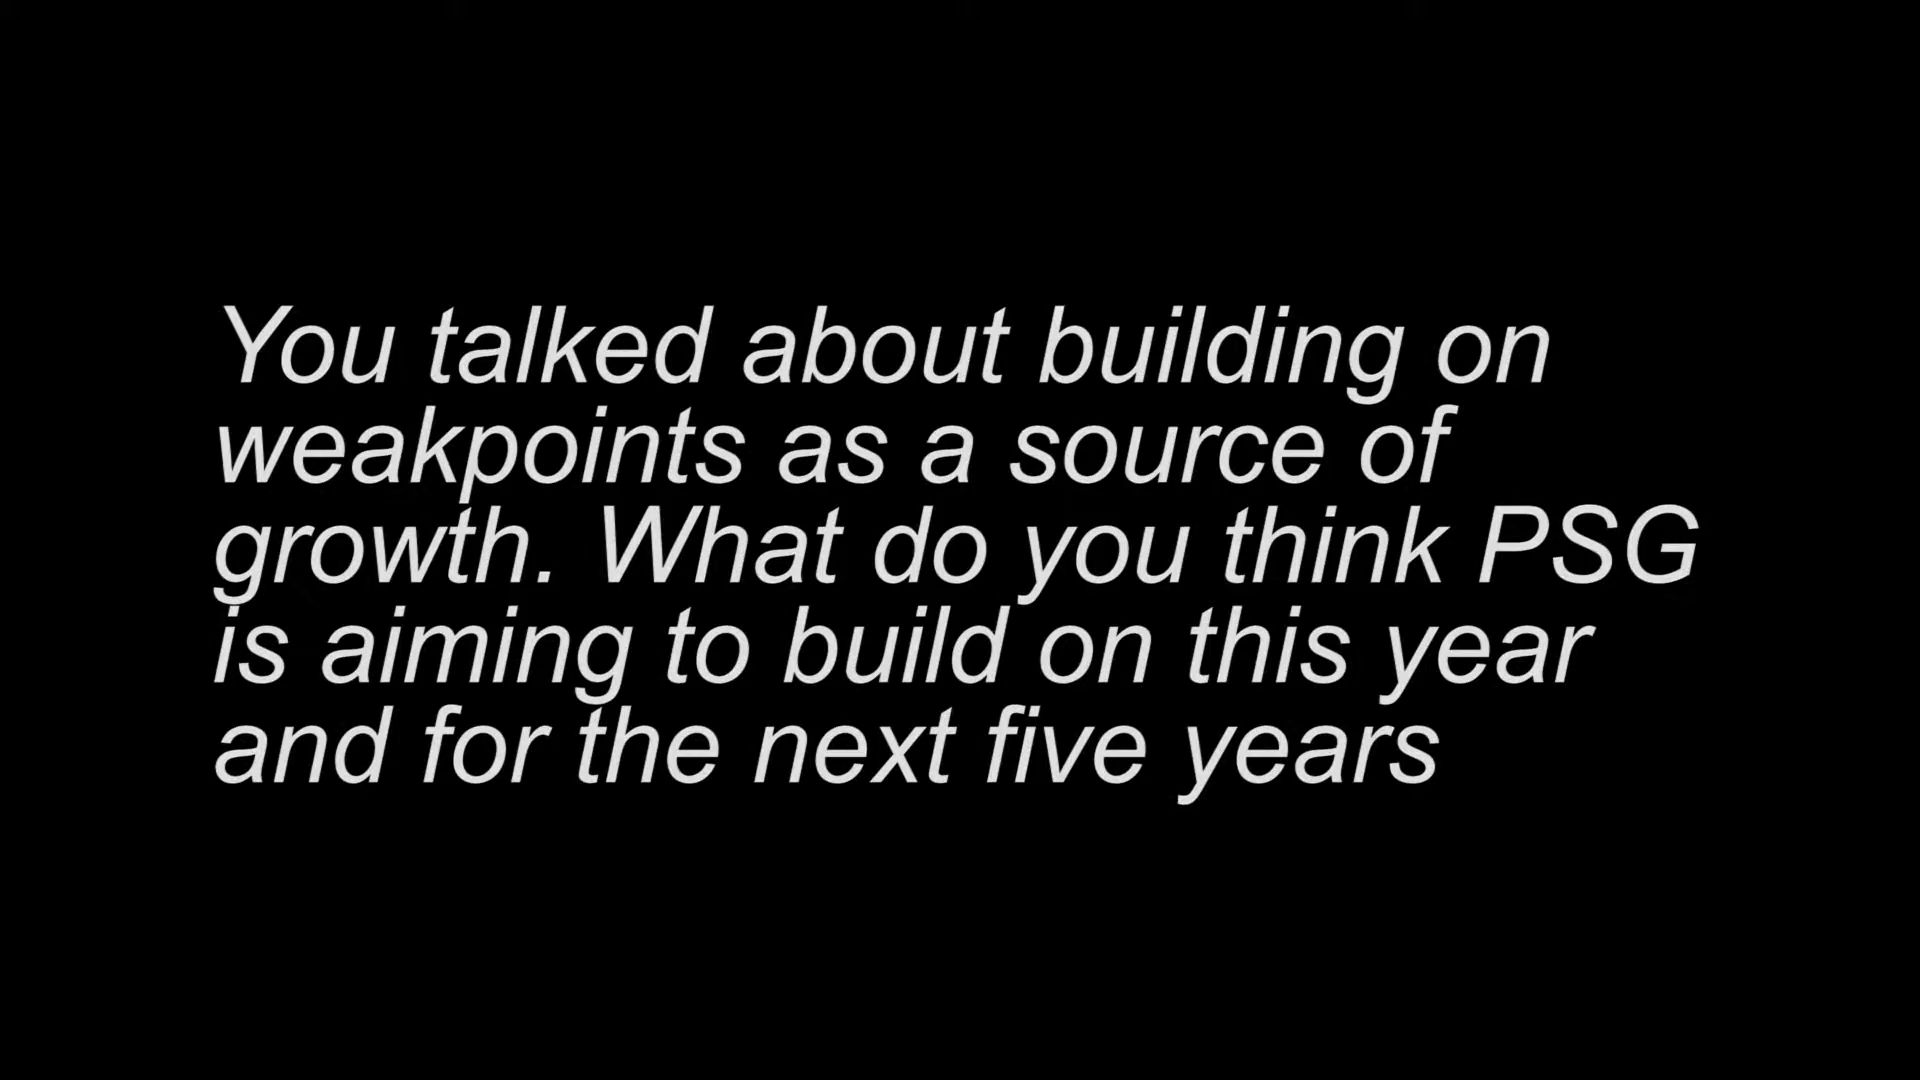 You talked about building on
weakpoints as a source of
growth. What do you think PSG
is aiming to build on this year
and for the next five years